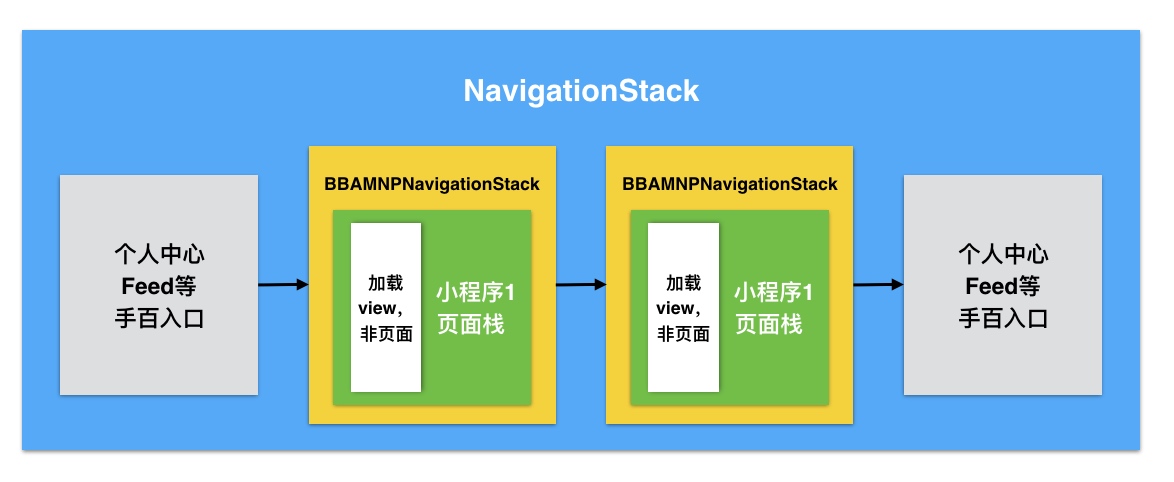 NavigationStack
个人中心
Feed等
手百入口
BBAMNPNavigationStack
加载
view，
非页面
小程序1
页面栈
BBAMNPNavigationStack
加载
view，
非页面
小程序1
页面栈
个人中心
Feed等
手百入口